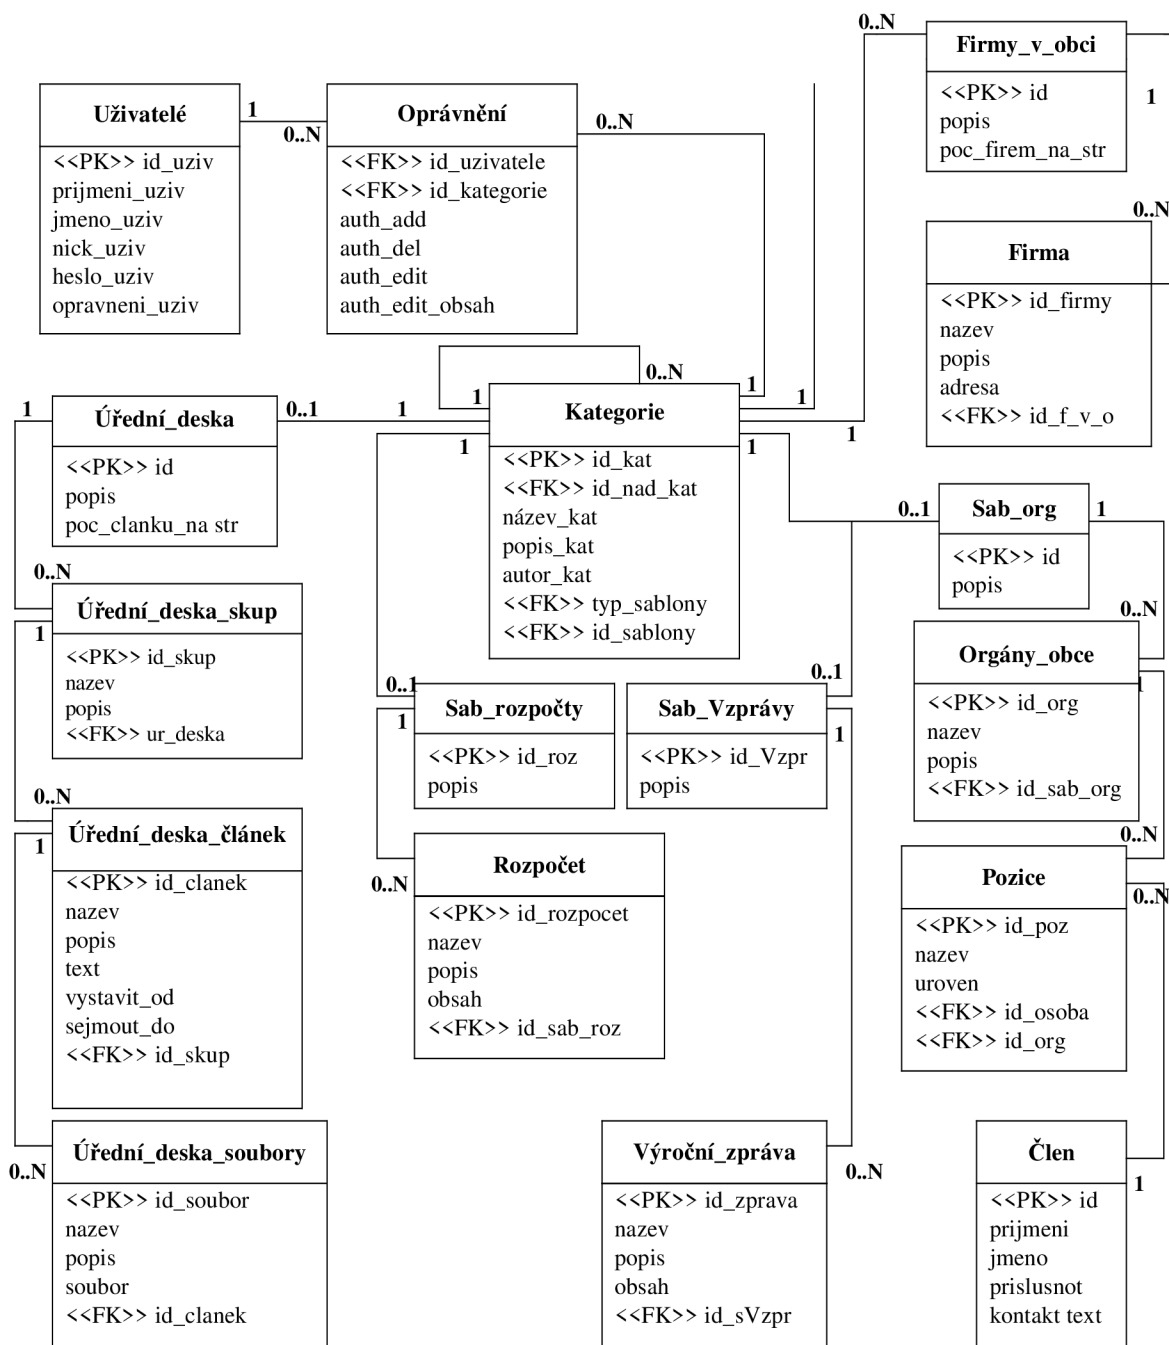 0..N
Firmy_v_obci
1
<<PK>> id
popis
poc_firem_na_str
Uživatelé
1
0..N
<<PK>> id_uziv
prijmeni_uziv
jmeno_uziv
nick_uziv
heslo_uziv
opravneni_uziv
Oprávnění
0..N
<<FK>> id_uzivatele
<<FK>> id_kategorie
auth_add
auth_del
auth_edit
auth_edit_obsah
0..N
Firma
<<PK>> id_firmy
nazev
popis
adresa
<<FK>> id_f_v_o
1
Úřední_deska
0..1
1
<<PK>> id
popis
poc_clanku_na str
1
0..N
1
1
1
1
1
Kategorie
<<PK>> id_kat
<<FK>> id_nad_kat
název_kat
popis_kat
autor_kat
<<FK>> typ_sablony
<<FK>> id_sablony
0..1
Sab_org
1
<<PK>> id
popis
0..N
Úřední_deska_skup
1
<<PK>> id_skup
nazev
popis
<<FK>> ur_deska
0..N
Orgány_obce
1
<<PK>> id_org
nazev
popis
<<FK>> id_sab_org
0..1
Sab_rozpočty
1
<<PK>> id_roz
popis
0..1
Sab_Vzprávy
1
<<PK>> id_Vzpr
popis
0..N
Úřední_deska_článek
1
<<PK>> id_clanek
nazev
popis
text
vystavit_od
sejmout_do
<<FK>> id_skup
Rozpočet
0..N
<<PK>> id_rozpocet
nazev
popis
obsah
<<FK>> id_sab_roz
0..N
Pozice
0..N
<<PK>> id_poz
nazev
uroven
<<FK>> id_osoba
<<FK>> id_org
Úřední_deska_soubory
0..N
<<PK>> id_soubor
nazev
popis
soubor
<<FK>> id_clanek
Výroční_zpráva
0..N
<<PK>> id_zprava
nazev
popis
obsah
<<FK>> id_sVzpr
Člen
1
<<PK>> id
prijmeni
jmeno
prislusnot
kontakt text